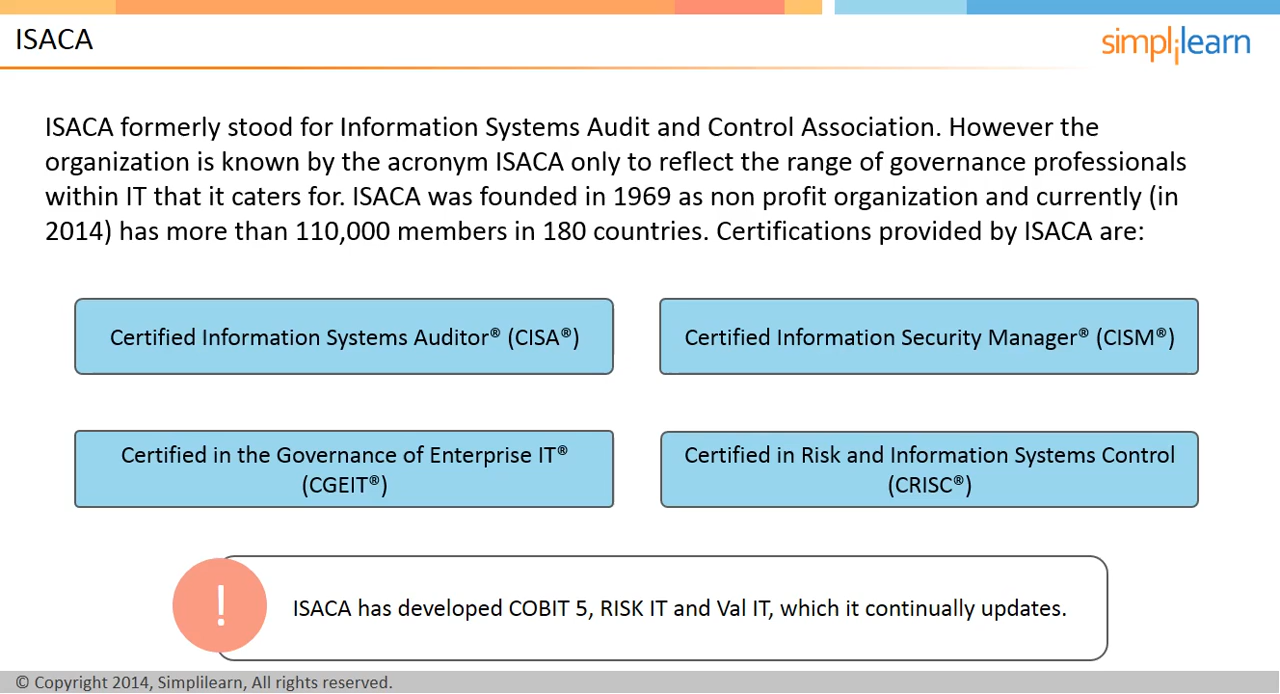 ISACA
simplilearn
ISACA formerly stood for Information Systems Audit and Control Association. However the
organization is known by the acronym ISACA only to reflect the range of governance professionals
within IT that it caters for. ISACA was founded in 1969 as non profit organization and currently (in
2014) has more than 110,000 members in 180 countries. Certifications provided by ISACA are:
Certified Information Systems Auditor® (CISA®)
Certified Information Security Manager® (CISM®)
Certified in the Governance of Enterprise IT®
(CGEIT®)
Certified in Risk and Information Systems Control
(CRISC®)
!
ISACA has developed COBIT 5, RISK IT and Val IT, which it continually updates.
© Copyright 2014, Simplilearn, All rights reserved.